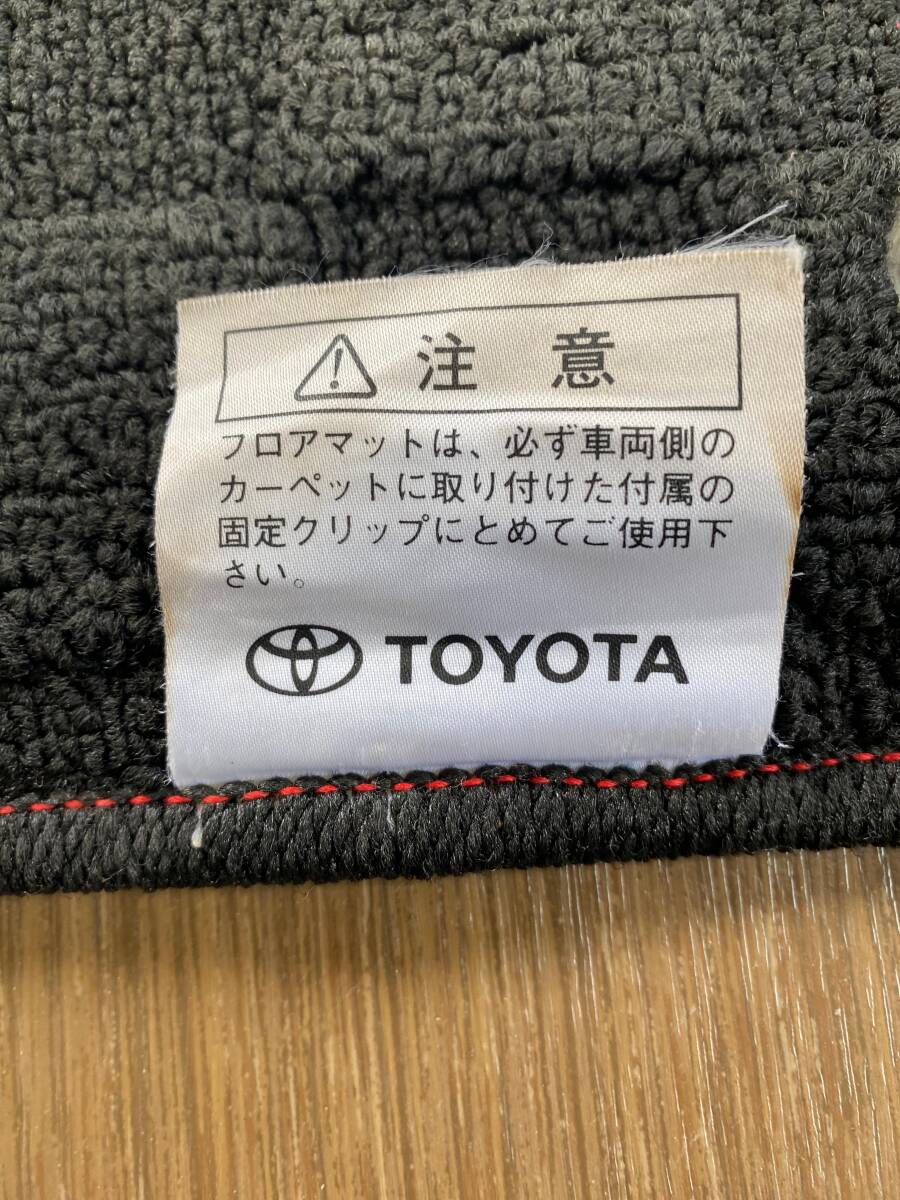 注意
フロアマットは、必ず車両側の
カーペットに取り付けた付属の
固定クリップにとめてご使用下
さい。
TOYOTA